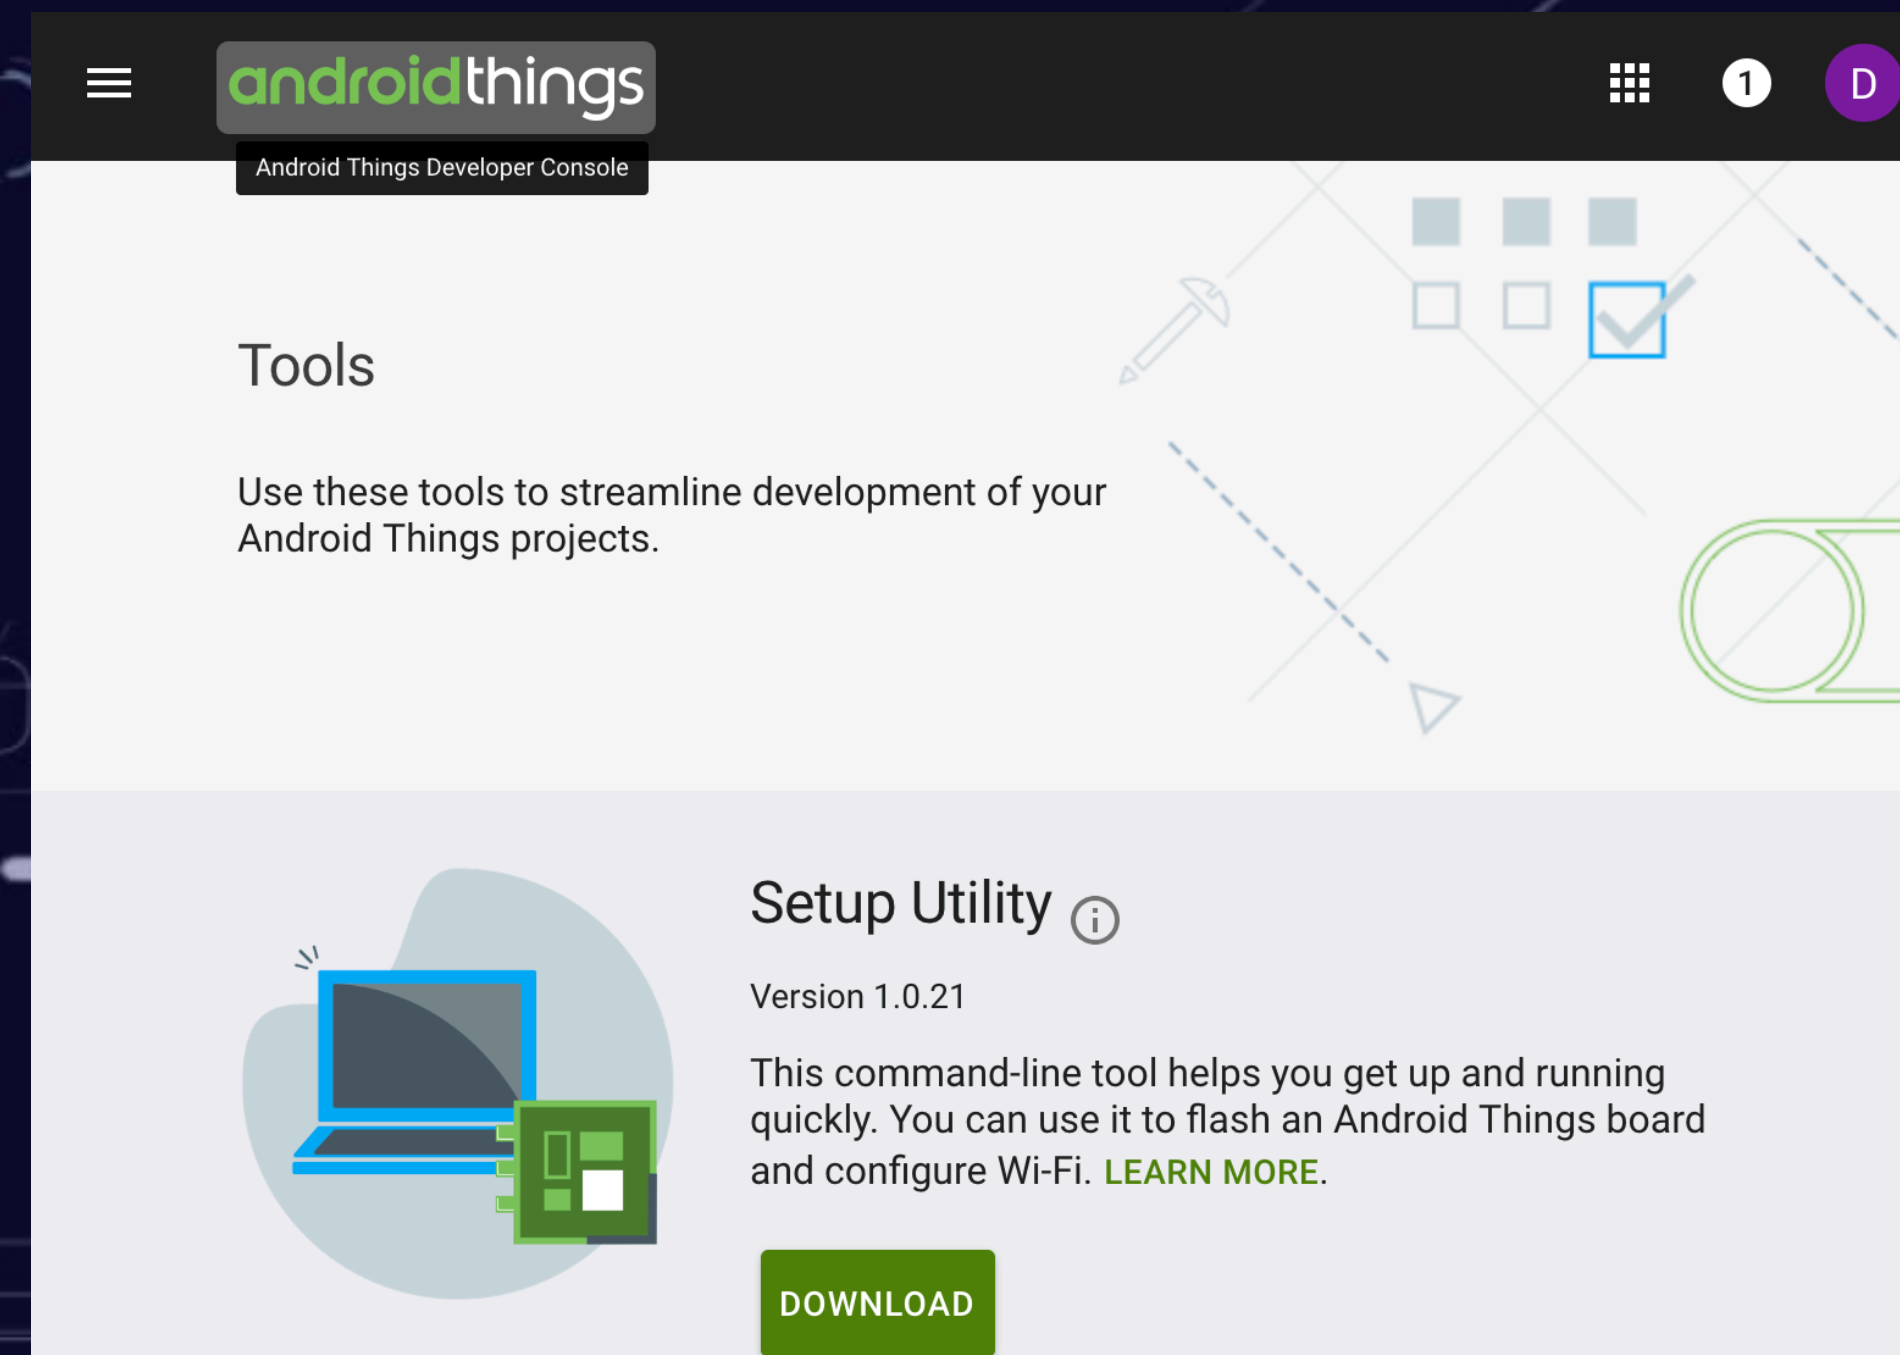 androidthings
1
D
Android Things Developer Console
Tools
Use these tools to streamline development of your
Android Things projects.
Setup Utility
Version 1.0.21
This command-line tool helps you get up and running
quickly. You can use it to flash an Android Things board
and configure Wi-Fi. LEARN MORE.
DOWNLOAD